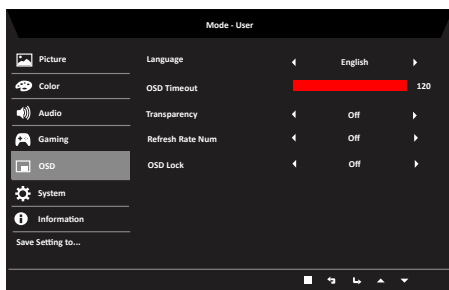 Mode - User
Picture
Language English
Color
OSD Timeout 120
Audio
Transparency Off
Gaming
Refresh Rate Num Off
OSD
OSD Lock Off
System
Information
Save Setting to...